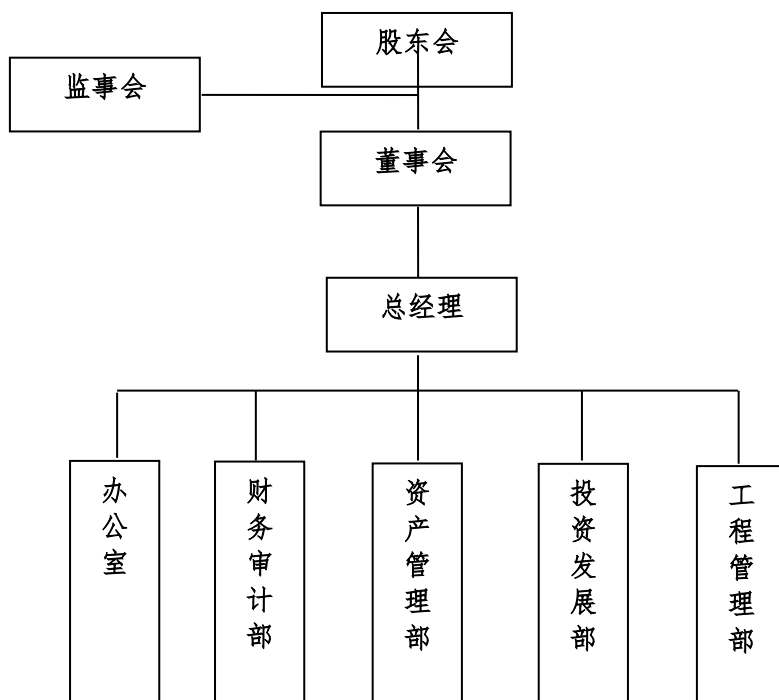 股东会
监事会
董事会
总经理
办公室
财务审计部
资产管理部
投资发展部
工程管理部